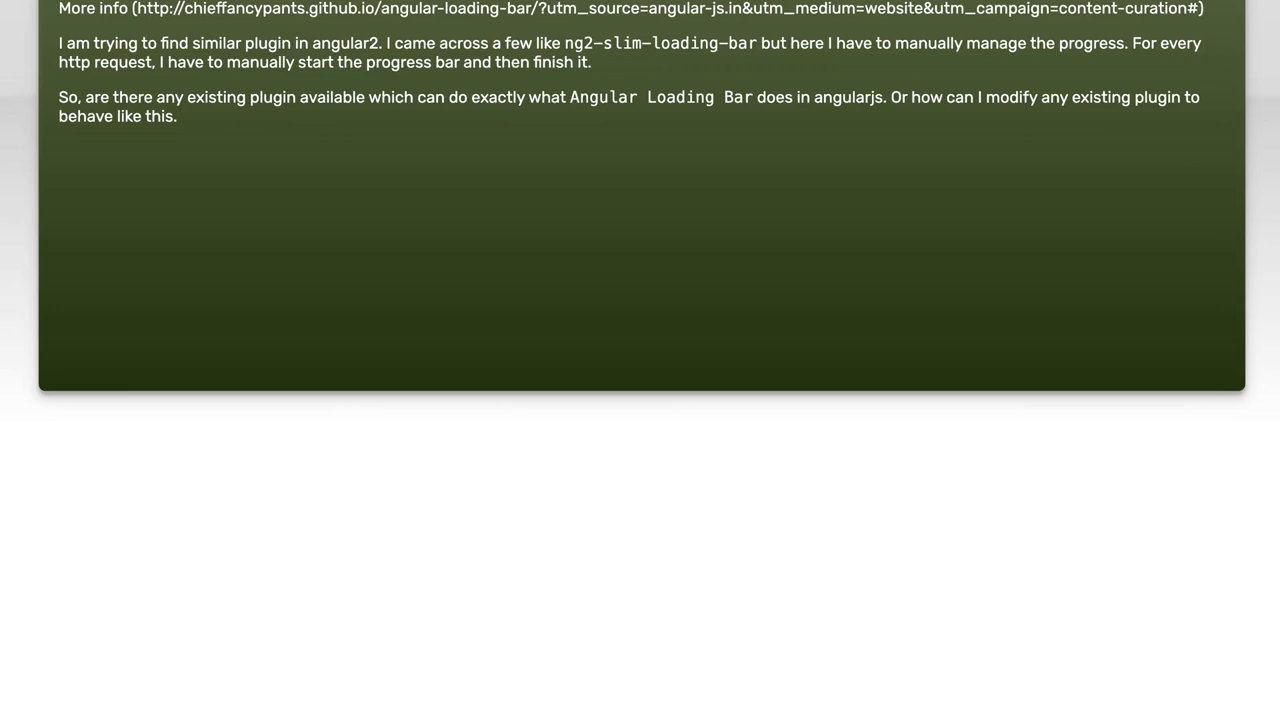 More info (http://chieffancypants.github.io/angular-loading-bar/?utm_source=angular-js.in&utm_medium=website&utm_campaign=content-curation#)
I am trying to find similar plugin in angular2. I came across a few like ng2-slim-loading-bar but here I have to manually manage the progress. For every
http request, I have to manually start the progress bar and then finish it.
So, are there any existing plugin available which can do exactly what Angular Loading Bar does in angularjs. Or how can I modify any existing plugin to
behave like this.